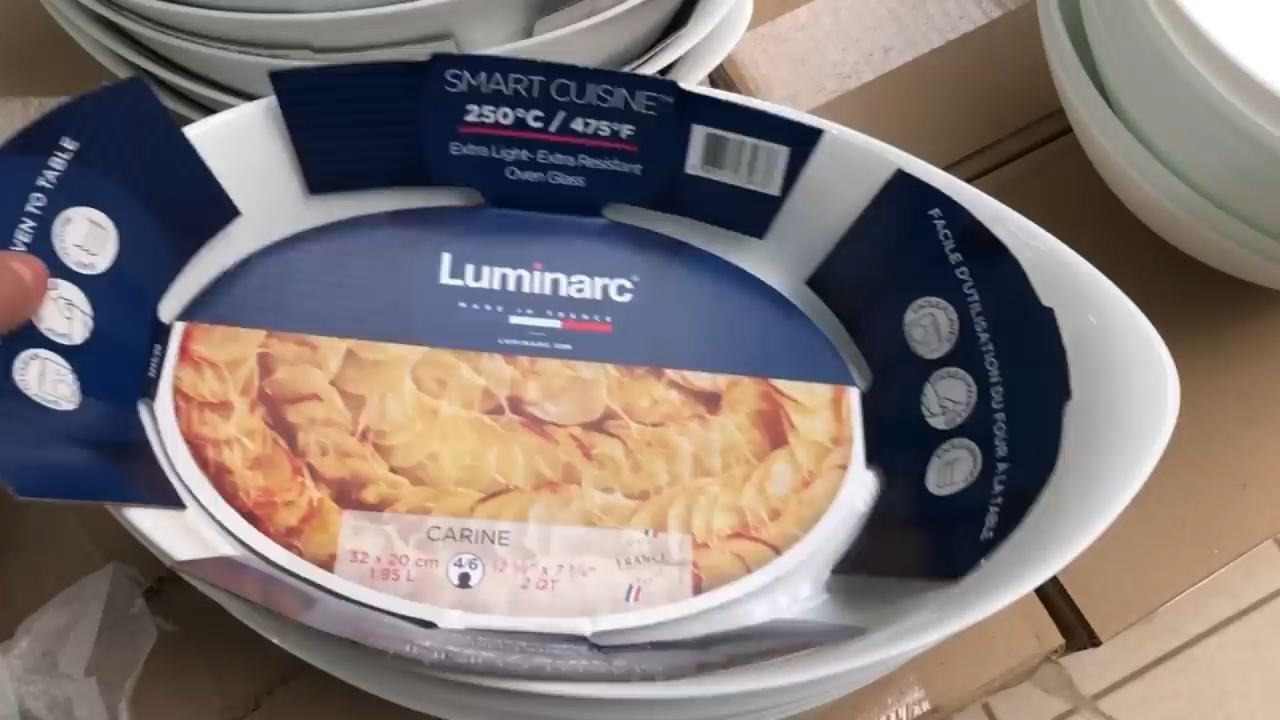 SMART CUISINE™
250°C / 475°F
Extra Light- Extra Resistant
Oven Glass
VEN TO TABLE
Luminarc®
MADE IN FRANCE
LUMINARC.COM
FACILE D'UTILISATION DU FOUR À LA TABLE
CARINE
32 x 20 cm
1.95 L
4/6
2 QT
FRANCE